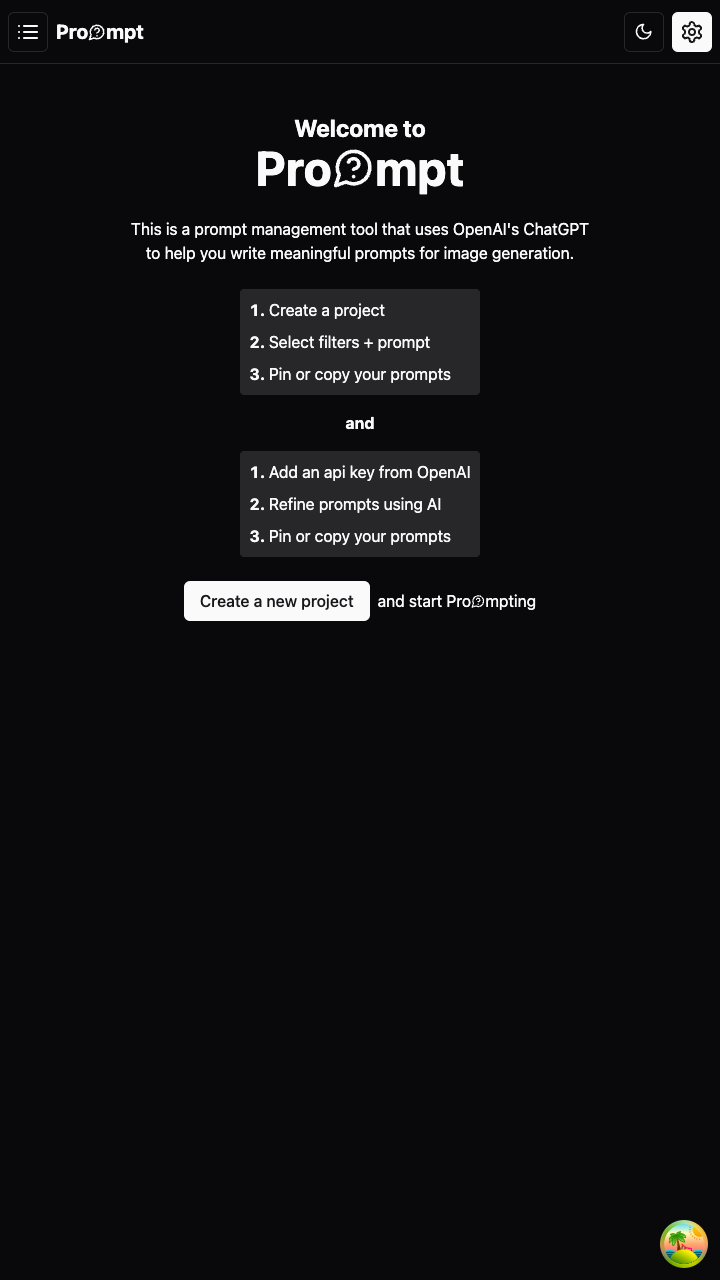 Pro?mpt
Welcome to
Pro?mpt
This is a prompt management tool that uses OpenAI's ChatGPT
to help you write meaningful prompts for image generation.
1. Create a project
2. Select filters + prompt
3. Pin or copy your prompts
and
1. Add an api key from OpenAI
2. Refine prompts using AI
3. Pin or copy your prompts
Create a new project and start Pro?mpting